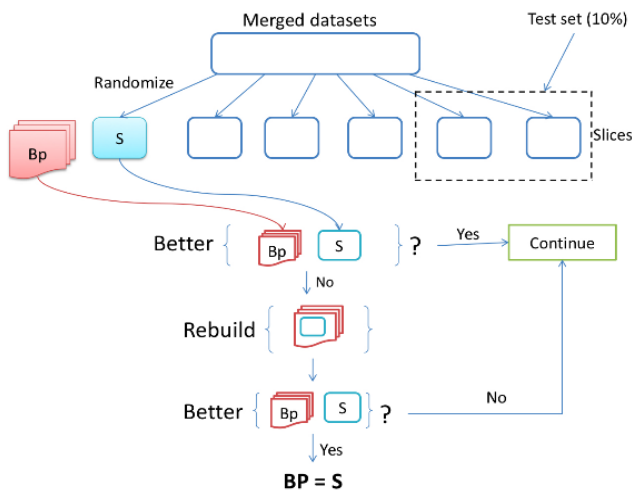 Merged datasets
Test set (10%)
Randomize
Bp
S
Slices
Better
Bp
S
?
Yes
Continue
No
Rebuild
Better
Bp
S
?
No
Yes
BP = S